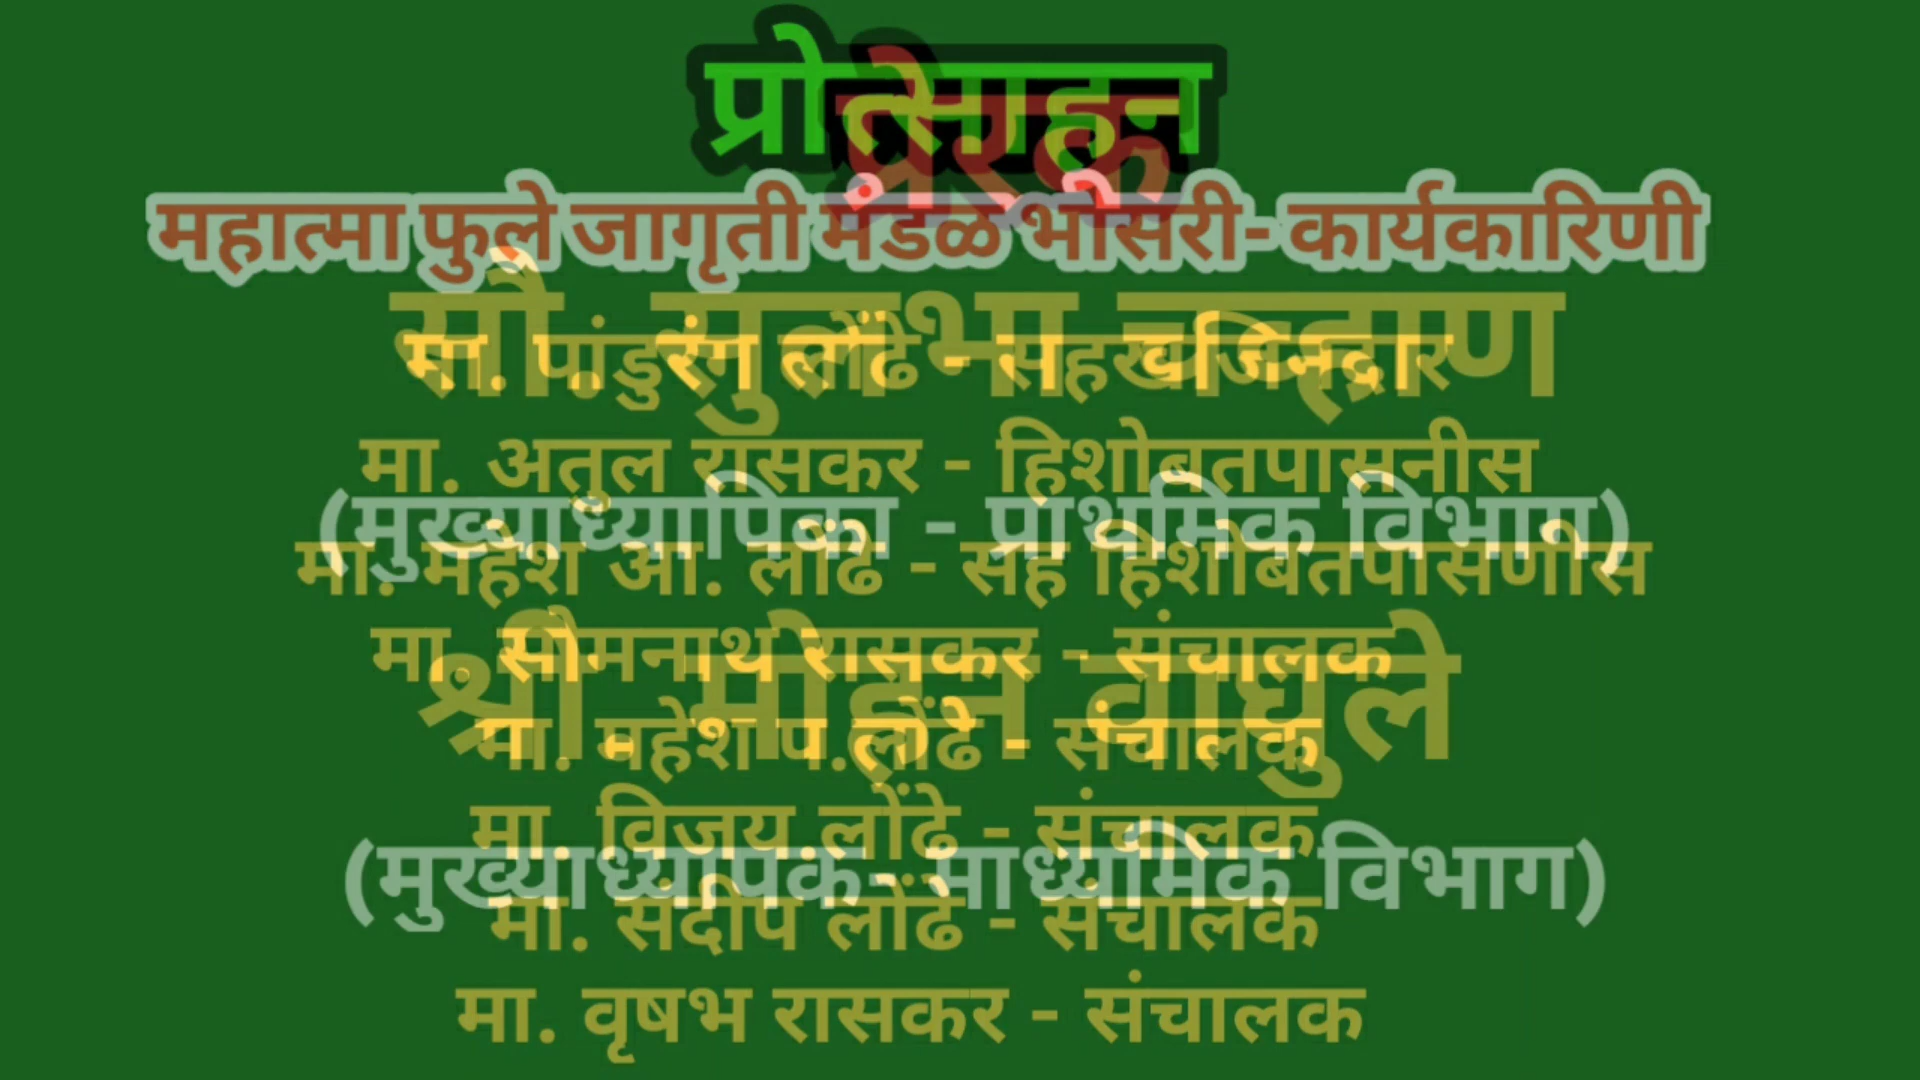 प्रोत्साहन
प्रेरक
महात्मा फुले जागृती मंडळ भोसरी- कार्यकारिणी
सौ. सुलभा चव्हाण
मा. पांडुरंग लोंढे - सहखजिनदार
मा. अतुल रासकर - हिशोबतपासनीस
(मुख्याध्यापिका - प्राथमिक विभाग)
मा. महेश आ. लोंढे - सह हिशोबतपासणीस
मा. सोमनाथ रासकर - संचालक
श्री. मोहन वाघुले
मा. महेश प.लोंढे - संचालक
मा. विजय लोंढे - संचालक
(मुख्याध्यापक- माध्यमिक विभाग)
मा. संदीप लोंढे - संचालक
मा. वृषभ रासकर - संचालक